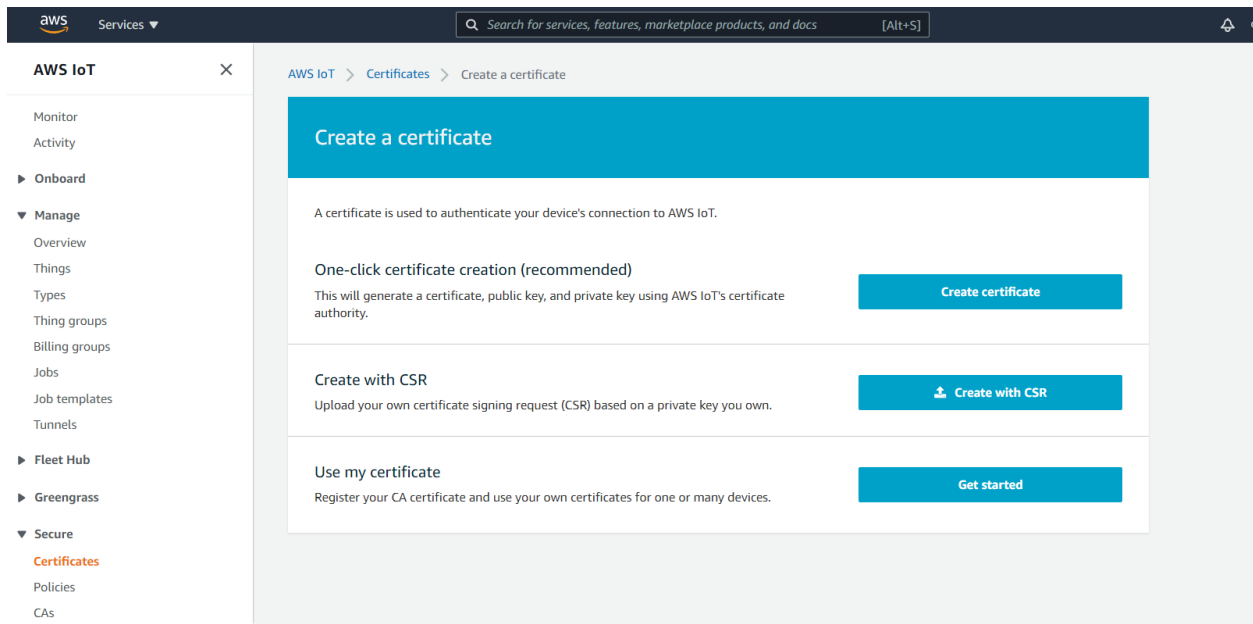 aws
Services
Search for services, features, marketplace products, and docs
[Alt+S]
AWS IoT
Monitor
Activity
Onboard
Manage
Overview
Things
Types
Thing groups
Billing groups
Jobs
Job templates
Tunnels
Fleet Hub
Greengrass
Secure
Certificates
Policies
CAs
AWS IoT
Certificates
Create a certificate
Create a certificate
A certificate is used to authenticate your device's connection to AWS IoT.
One-click certificate creation (recommended)
This will generate a certificate, public key, and private key using AWS IoT's certificate
authority.
Create certificate
Create with CSR
Upload your own certificate signing request (CSR) based on a private key you own.
Create with CSR
Use my certificate
Register your CA certificate and use your own certificates for one or many devices.
Get started